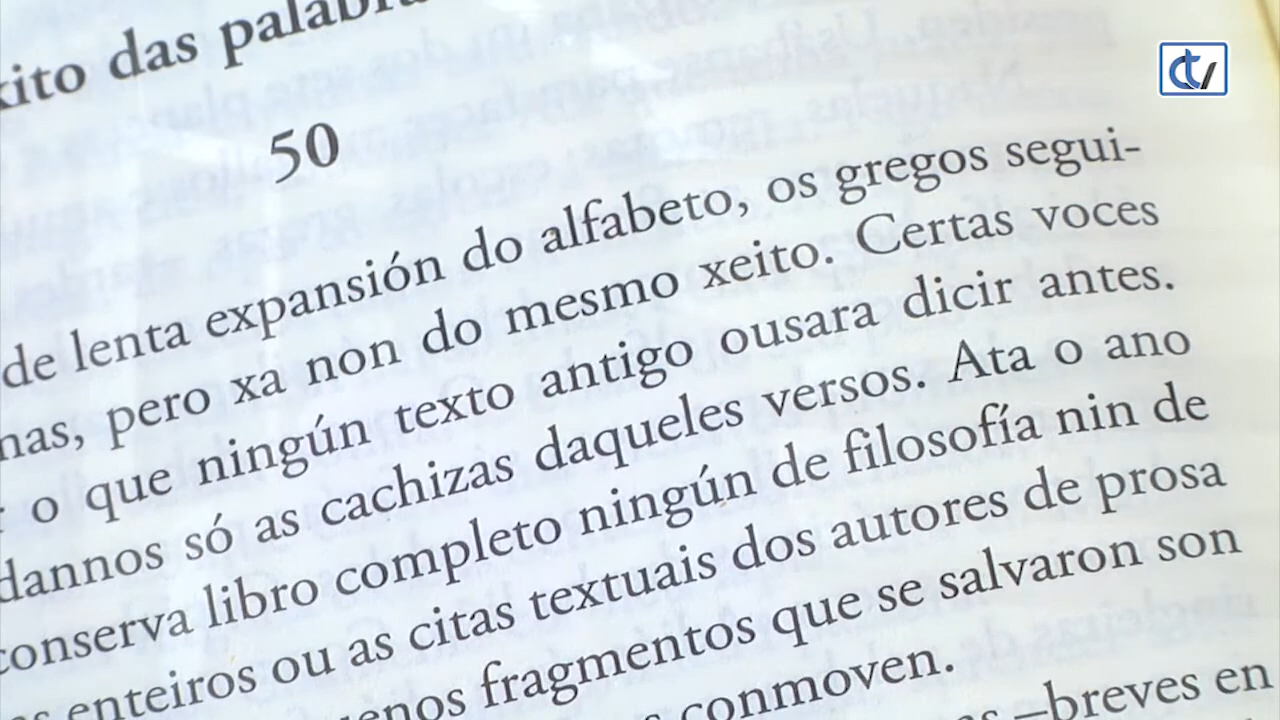 das palabr
50
de lenta expansión do alfabeto, os gregos segui-
pero xa non do mesmo xeito. Certas voces
o que ningún texto antigo ousara dicir antes.
dannos só as cachizas daqueles versos. Ata o ano
conserva libro completo ningún de filosofía nin de
enteiros ou as citas textuais dos autores de prosa
fragmentos que se salvaron son
conmoven.
–breves en